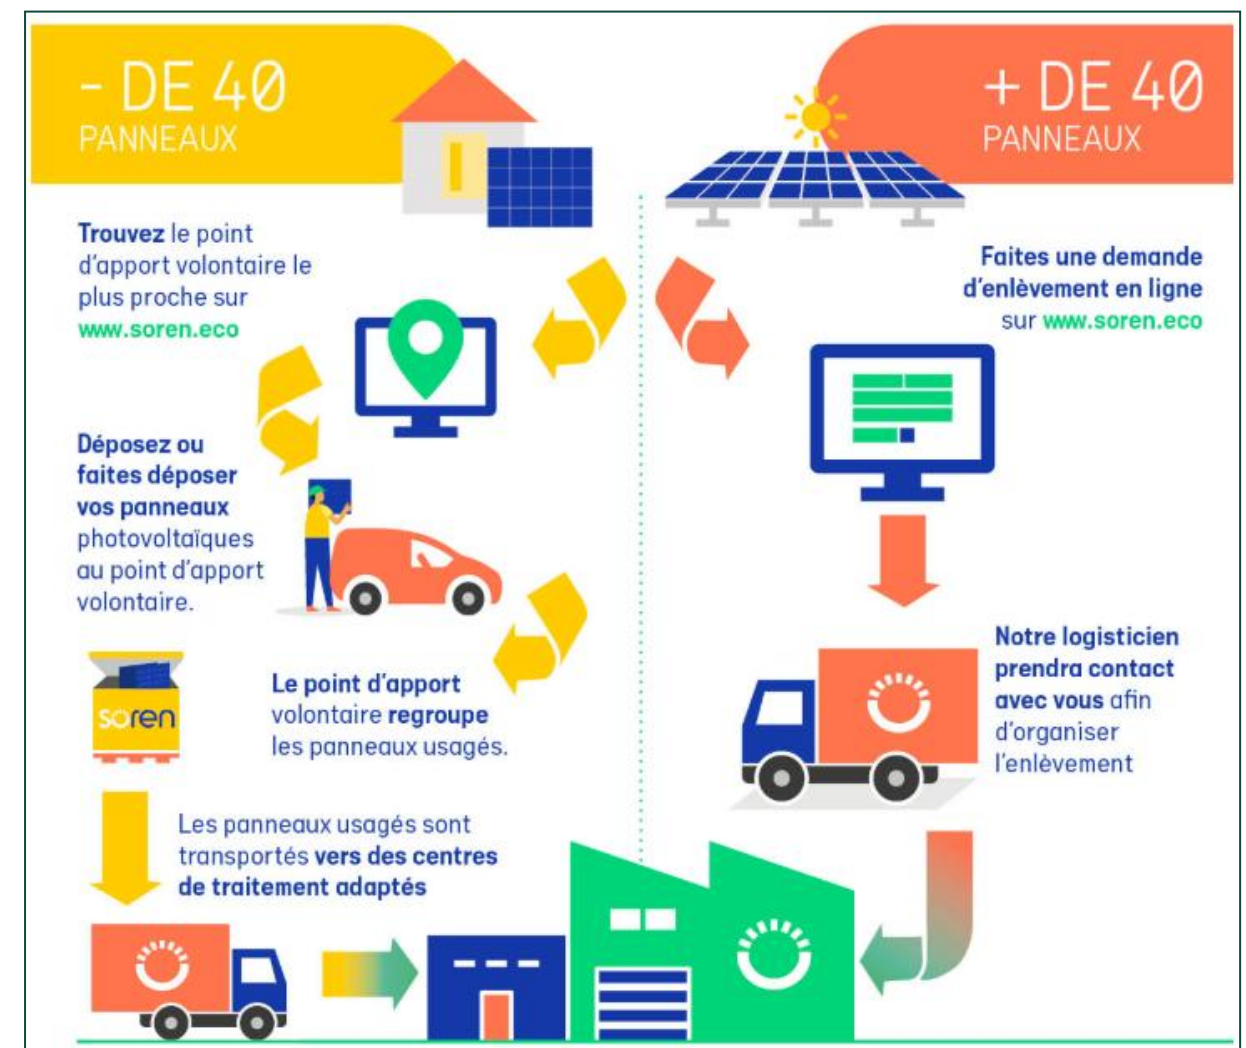 - DE 40
PANNEAUX
Trouvez le point
d'apport volontaire le
plus proche sur
www.soren.eco
Déposez ou
faites déposer
vos panneaux
photovoltaïques
au point d'apport
volontaire.
soren
Le point d'apport
volontaire regroupe
les panneaux usagés.
Les panneaux usagés sont
transportés vers des centres
de traitement adaptés
+ DE 40
PANNEAUX
Faites une demande
d'enlèvement en ligne
sur www.soren.eco
Notre logisticien
prendra contact
avec vous afin
d'organiser
l'enlèvement